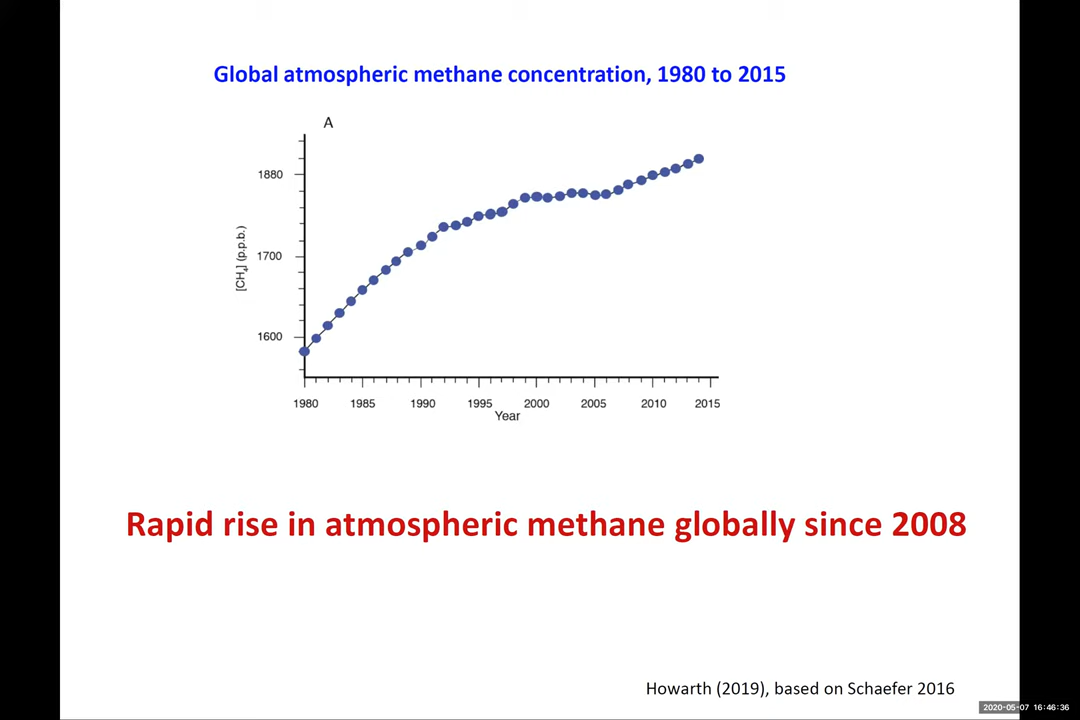 Global atmospheric methane concentration, 1980 to 2015
A
1880
1700
1600
[CH₄] (p.p.b.)
1980 1985 1990 1995 2000 2005 2010 2015
Year
Rapid rise in atmospheric methane globally since 2008
Howarth (2019), based on Schaefer 2016
2020-05-07 16:46:36